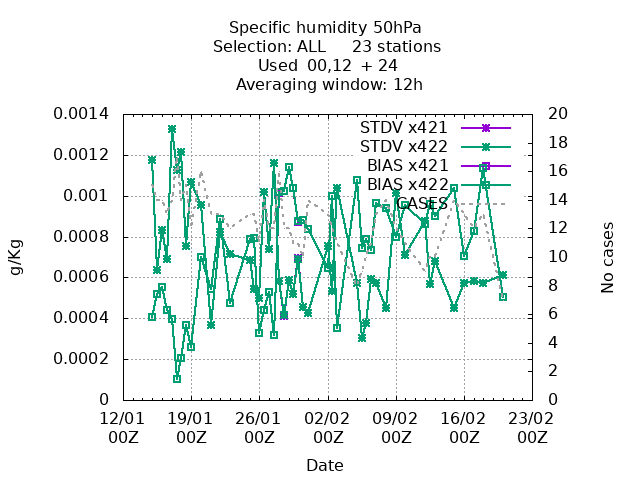 Specific humidity 50hPa
Selection: ALL     23 stations
Used  00,12  + 24
Averaging window: 12h
0.0014
0.0012
0.001
0.0008
0.0006
0.0004
0.0002
0
g/Kg
STDV x421
STDV x422
BIAS x421
BIAS x422
CASES
20
18
16
14
12
10
8
6
4
2
0
No cases
12/01 19/01 26/01 02/02 09/02 16/02 23/02
00Z 00Z 00Z 00Z 00Z 00Z 00Z
Date